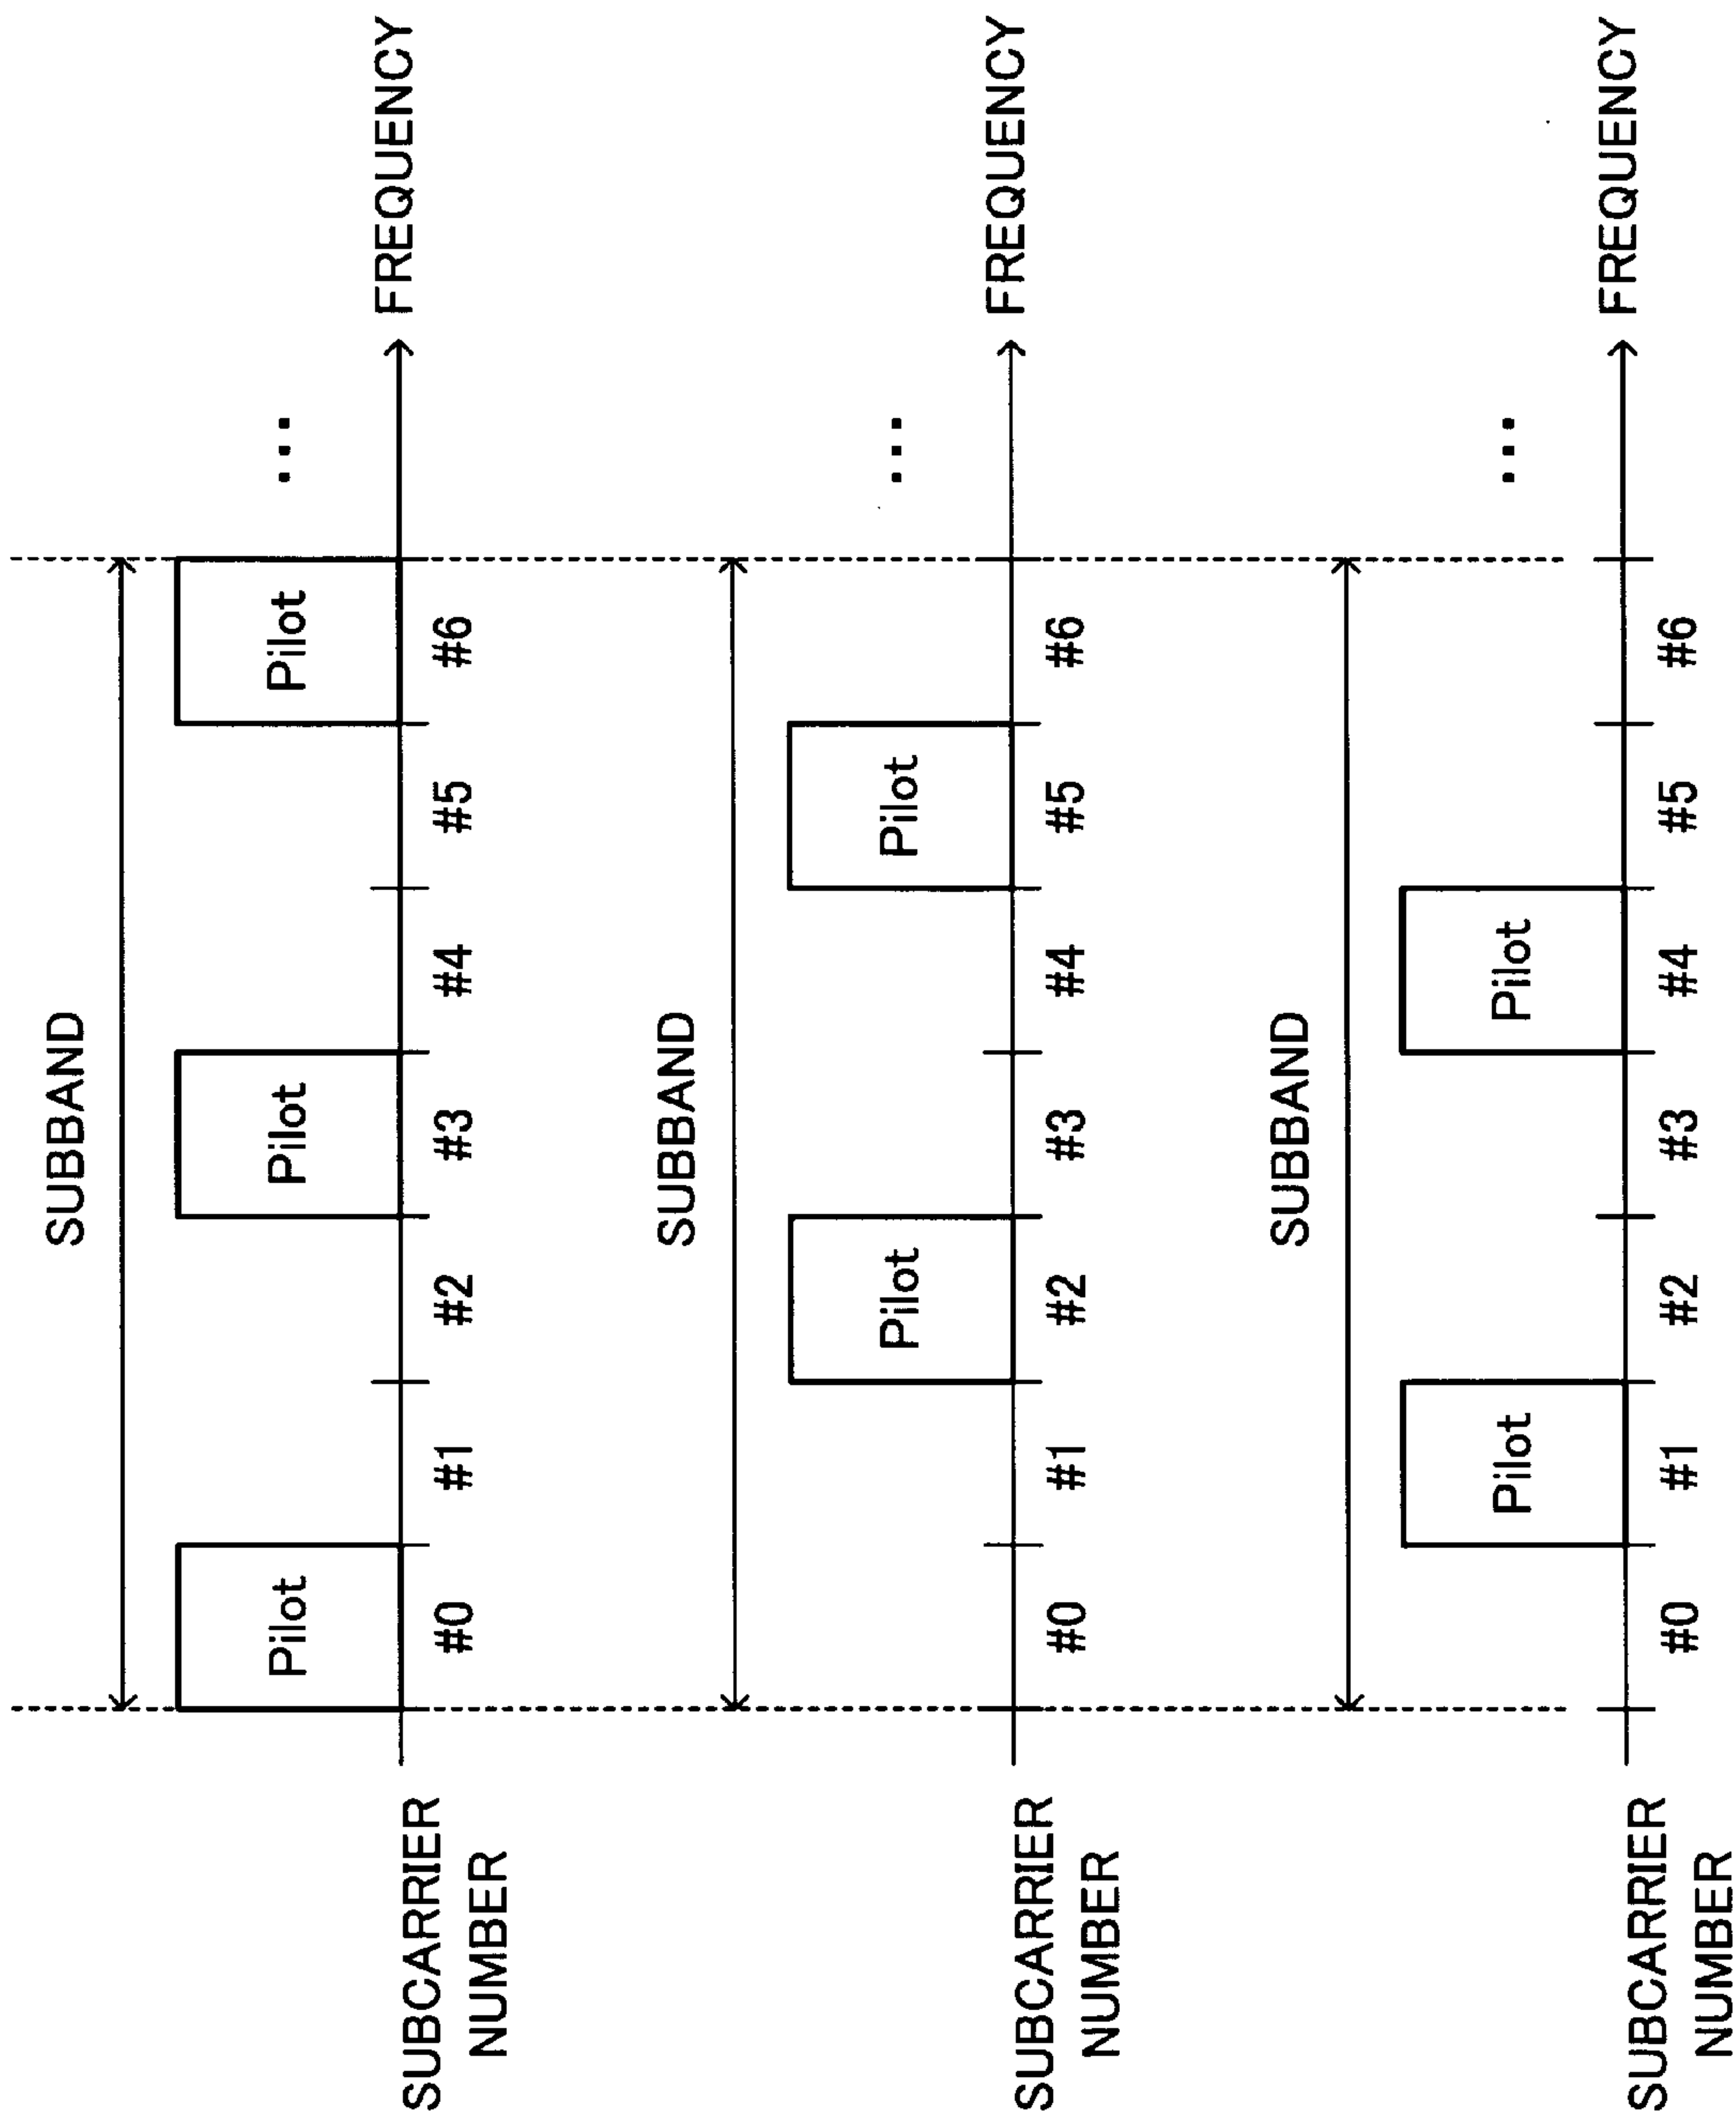 SUBBAND
Pilot Pilot Pilot ...
FREQUENCY
SUBCARRIER NUMBER
#0 #1 #2 #3 #4 #5 #6
SUBBAND
Pilot Pilot ...
FREQUENCY
SUBCARRIER NUMBER
#0 #1 #2 #3 #4 #5 #6
SUBBAND
Pilot Pilot ...
FREQUENCY
SUBCARRIER NUMBER
#0 #1 #2 #3 #4 #5 #6